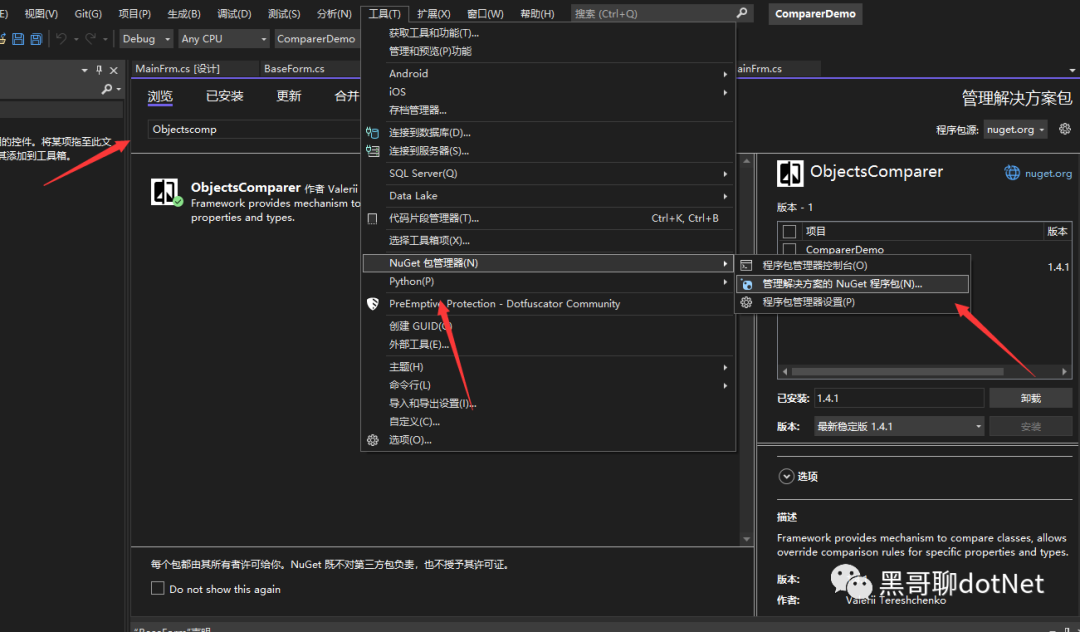 E) 视图(V) Git(G) 项目(P) 生成(B) 调试(D) 测试(S) 分析(N) 工具(T) 扩展(X) 窗口(W) 帮助(H) 搜索 (Ctrl+Q) ComparerDemo
Debug Any CPU ComparerDemo
MainFrm.cs [设计] BaseForm.cs ainFrm.cs
浏览 已安装 更新 合并
管理解决方案包
Objectscomp
程序包源: nuget.org
的控件。将某项拖至此文
其添加到工具箱。
ObjectsComparer 作者 Valerii
Framework provides mechanism to
properties and types.
获取工具和功能(T)...
管理和预览(P)功能
Android
iOS
存档管理器...
连接到数据库(D)...
连接到服务器(S)...
SQL Server(Q)
Data Lake
代码片段管理器(T)... Ctrl+K, Ctrl+B
选择工具箱项(X)...
NuGet 包管理器(N)
Python(P)
PreEmptive Protection - Dotfuscator Community
创建 GUID(G)
外部工具(E)...
主题(H)
命令行(L)
导入和导出设置(I)...
自定义(C)...
选项(O)...
程序包管理器控制台(O)
管理解决方案的 NuGet 程序包(N)...
程序包管理器设置(P)
ObjectsComparer nuget.org
版本 - 1
项目 版本
ComparerDemo
1.4.1
已安装: 1.4.1 卸载
版本: 最新稳定版 1.4.1 安装
选项
描述
Framework provides mechanism to compare classes, allows
override comparison rules for specific properties and types.
版本:
作者: Valerii Tereshchenko
黑哥聊dotNet
每个包都由其所有者许可给你。NuGet 既不对第三方包负责，也不授予其许可证。
Do not show this again
"BaseForm"声明